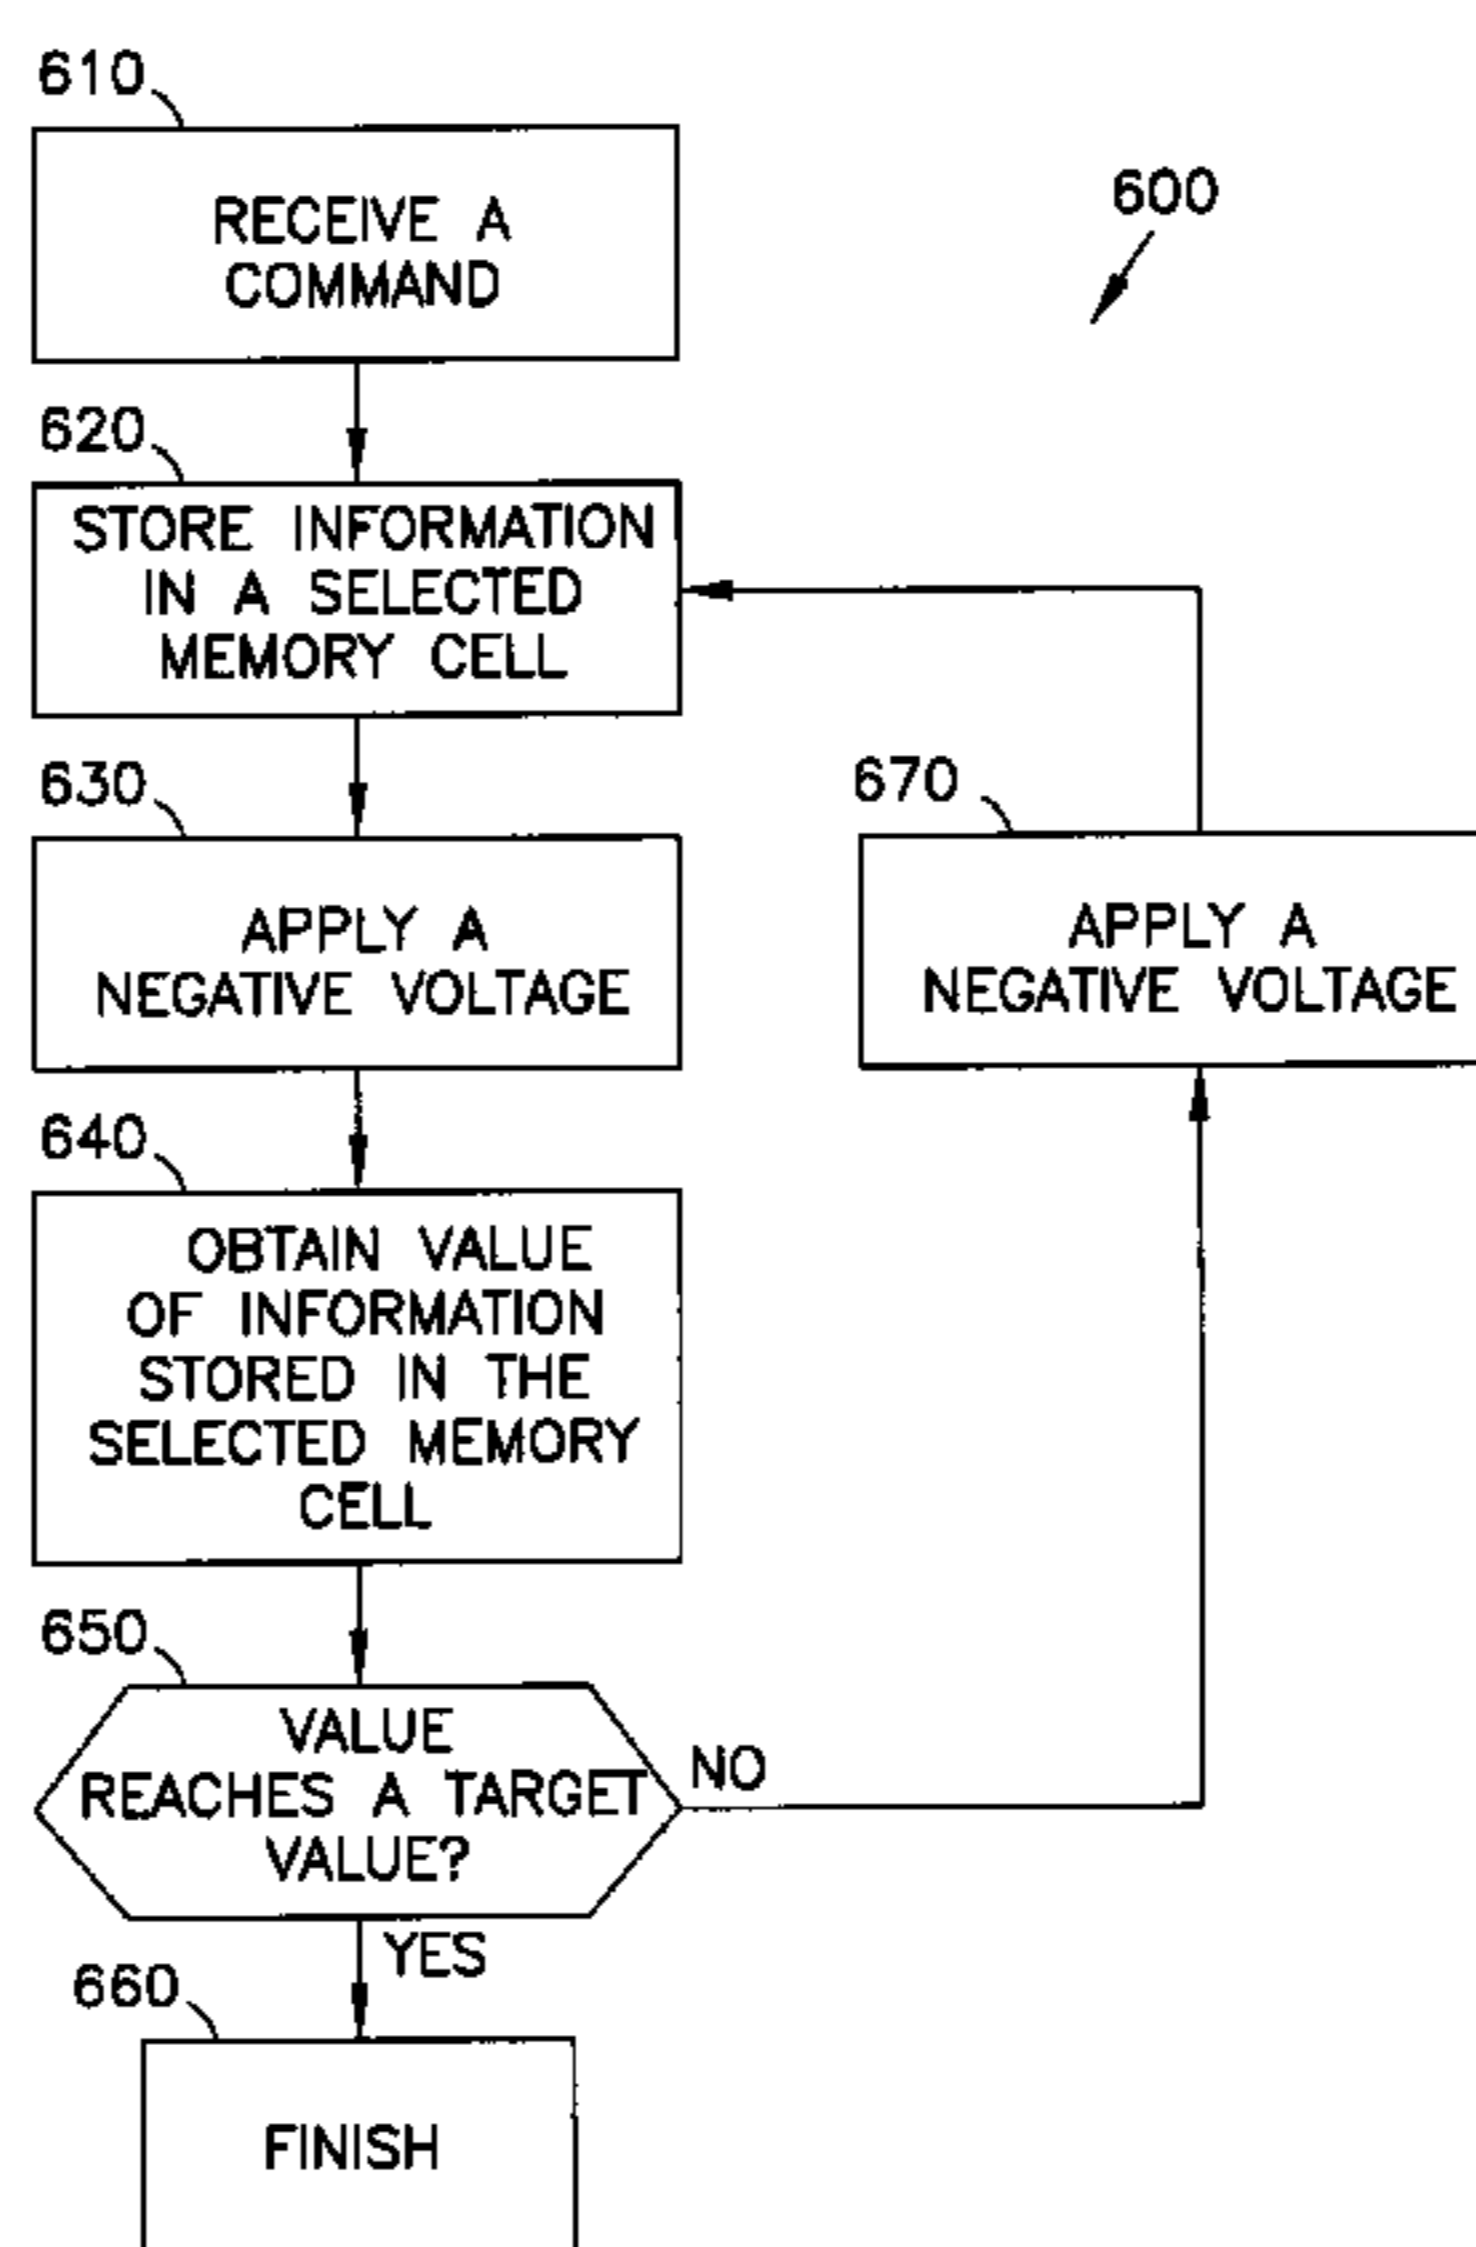 610
RECEIVE A
COMMAND
600
620
STORE INFORMATION
IN A SELECTED
MEMORY CELL
630
APPLY A
NEGATIVE VOLTAGE
670
APPLY A
NEGATIVE VOLTAGE
640
OBTAIN VALUE
OF INFORMATION
STORED IN THE
SELECTED MEMORY
CELL
650
VALUE
REACHES A TARGET
VALUE?
NO
YES
660
FINISH